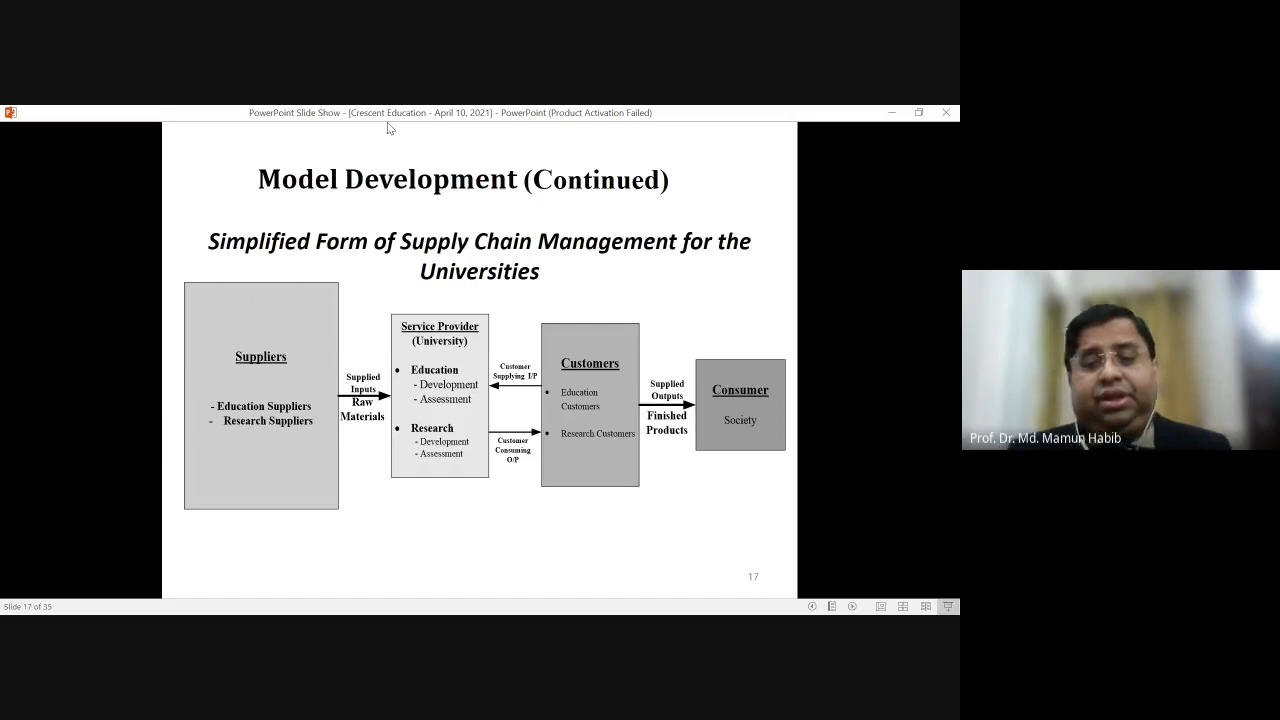 PowerPoint Slide Show - [Crescent Education - April 10, 2021] - PowerPoint (Product Activation Failed)
Model Development (Continued)
Simplified Form of Supply Chain Management for the
Universities
Suppliers
- Education Suppliers
- Research Suppliers
Supplied
Inputs
Raw
Materials
Service Provider
(University)
• Education
- Development
- Assessment
• Research
- Development
- Assessment
Customer
Supplying I/P
Customer
Consuming
O/P
Customers
• Education
Customers
• Research Customers
Supplied
Outputs
Finished
Products
Consumer
Society
17
Slide 17 of 35
Prof. Dr. Md. Mamun Habib